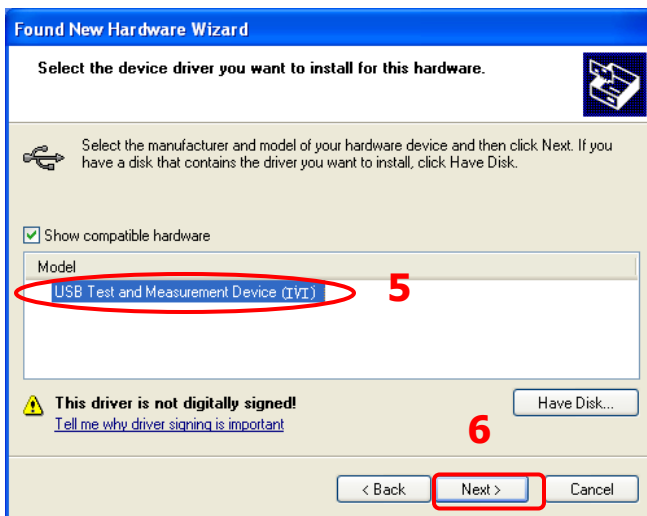 Found New Hardware Wizard
Select the device driver you want to install for this hardware.
Select the manufacturer and model of your hardware device and then click Next. If you
have a disk that contains the driver you want to install, click Have Disk.
Show compatible hardware
Model
USB Test and Measurement Device (IVI)
5
This driver is not digitally signed!
Have Disk...
Tell me why driver signing is important
6
< Back
Next >
Cancel